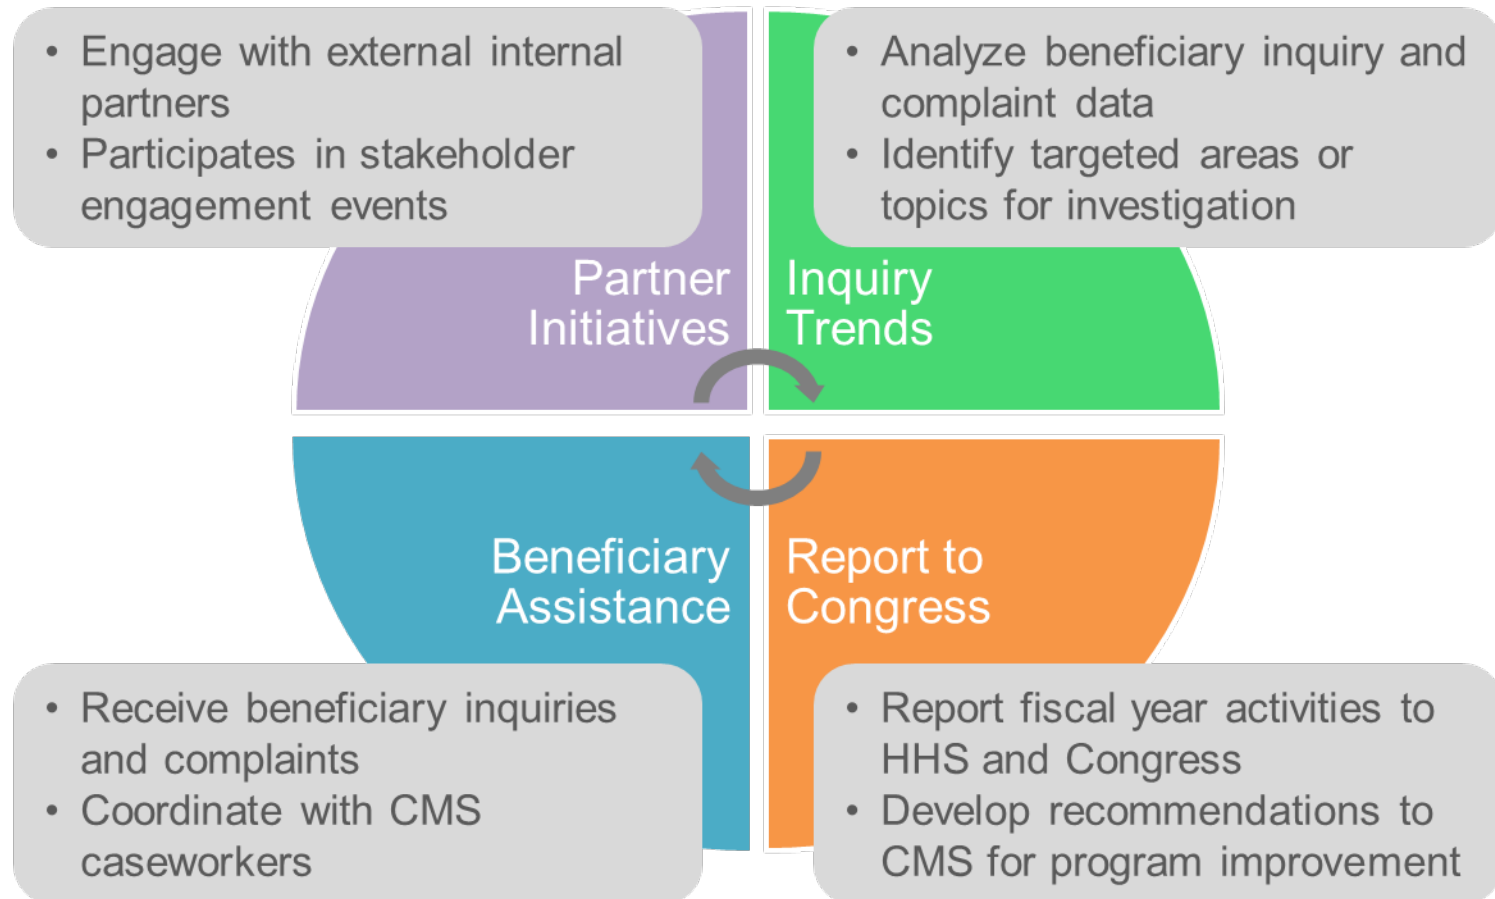 • Engage with external internal
partners
• Participates in stakeholder
engagement events
Partner
Initiatives
• Analyze beneficiary inquiry and
complaint data
• Identify targeted areas or
topics for investigation
Inquiry
Trends
Beneficiary
Assistance
• Receive beneficiary inquiries
and complaints
• Coordinate with CMS
caseworkers
Report to
Congress
• Report fiscal year activities to
HHS and Congress
• Develop recommendations to
CMS for program improvement